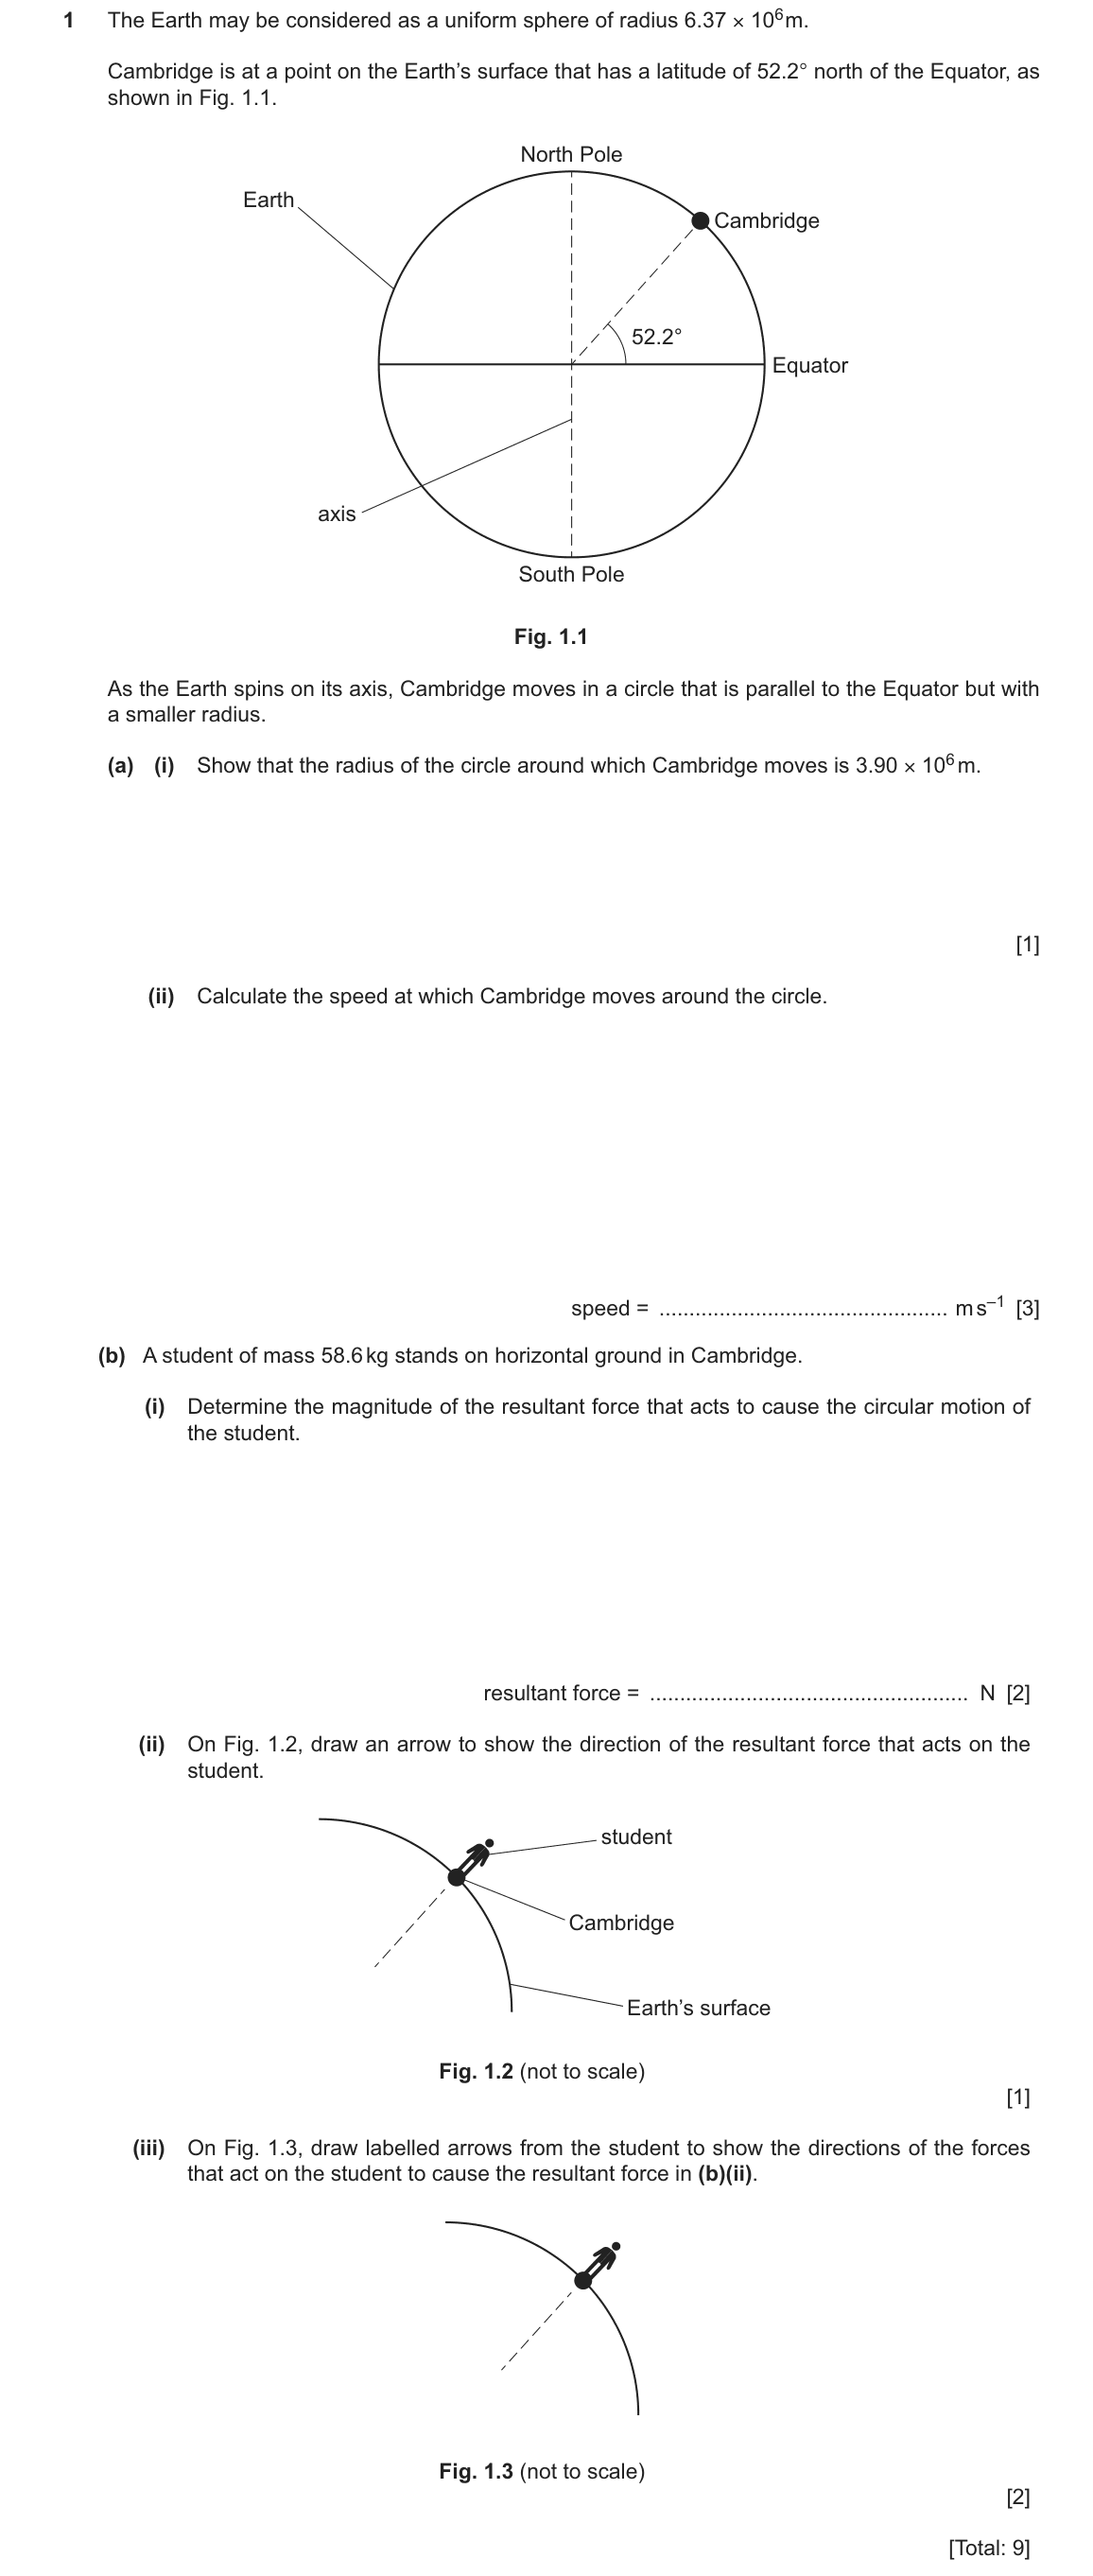 1 The Earth may be considered as a uniform sphere of radius 6.37 × 10⁶ m.
Cambridge is at a point on the Earth’s surface that has a latitude of 52.2° north of the Equator, as
shown in Fig. 1.1.
North Pole
Earth
Cambridge
52.2°
Equator
axis
South Pole
Fig. 1.1
As the Earth spins on its axis, Cambridge moves in a circle that is parallel to the Equator but with
a smaller radius.
(a) (i) Show that the radius of the circle around which Cambridge moves is 3.90 × 10⁶ m.
[1]
(ii) Calculate the speed at which Cambridge moves around the circle.
speed = ................................................ m s⁻¹ [3]
(b) A student of mass 58.6 kg stands on horizontal ground in Cambridge.
(i) Determine the magnitude of the resultant force that acts to cause the circular motion of
the student.
resultant force = ..................................................... N [2]
(ii) On Fig. 1.2, draw an arrow to show the direction of the resultant force that acts on the
student.
student
Cambridge
Earth’s surface
Fig. 1.2 (not to scale)
[1]
(iii) On Fig. 1.3, draw labelled arrows from the student to show the directions of the forces
that act on the student to cause the resultant force in (b)(ii).
Fig. 1.3 (not to scale)
[2]
[Total: 9]